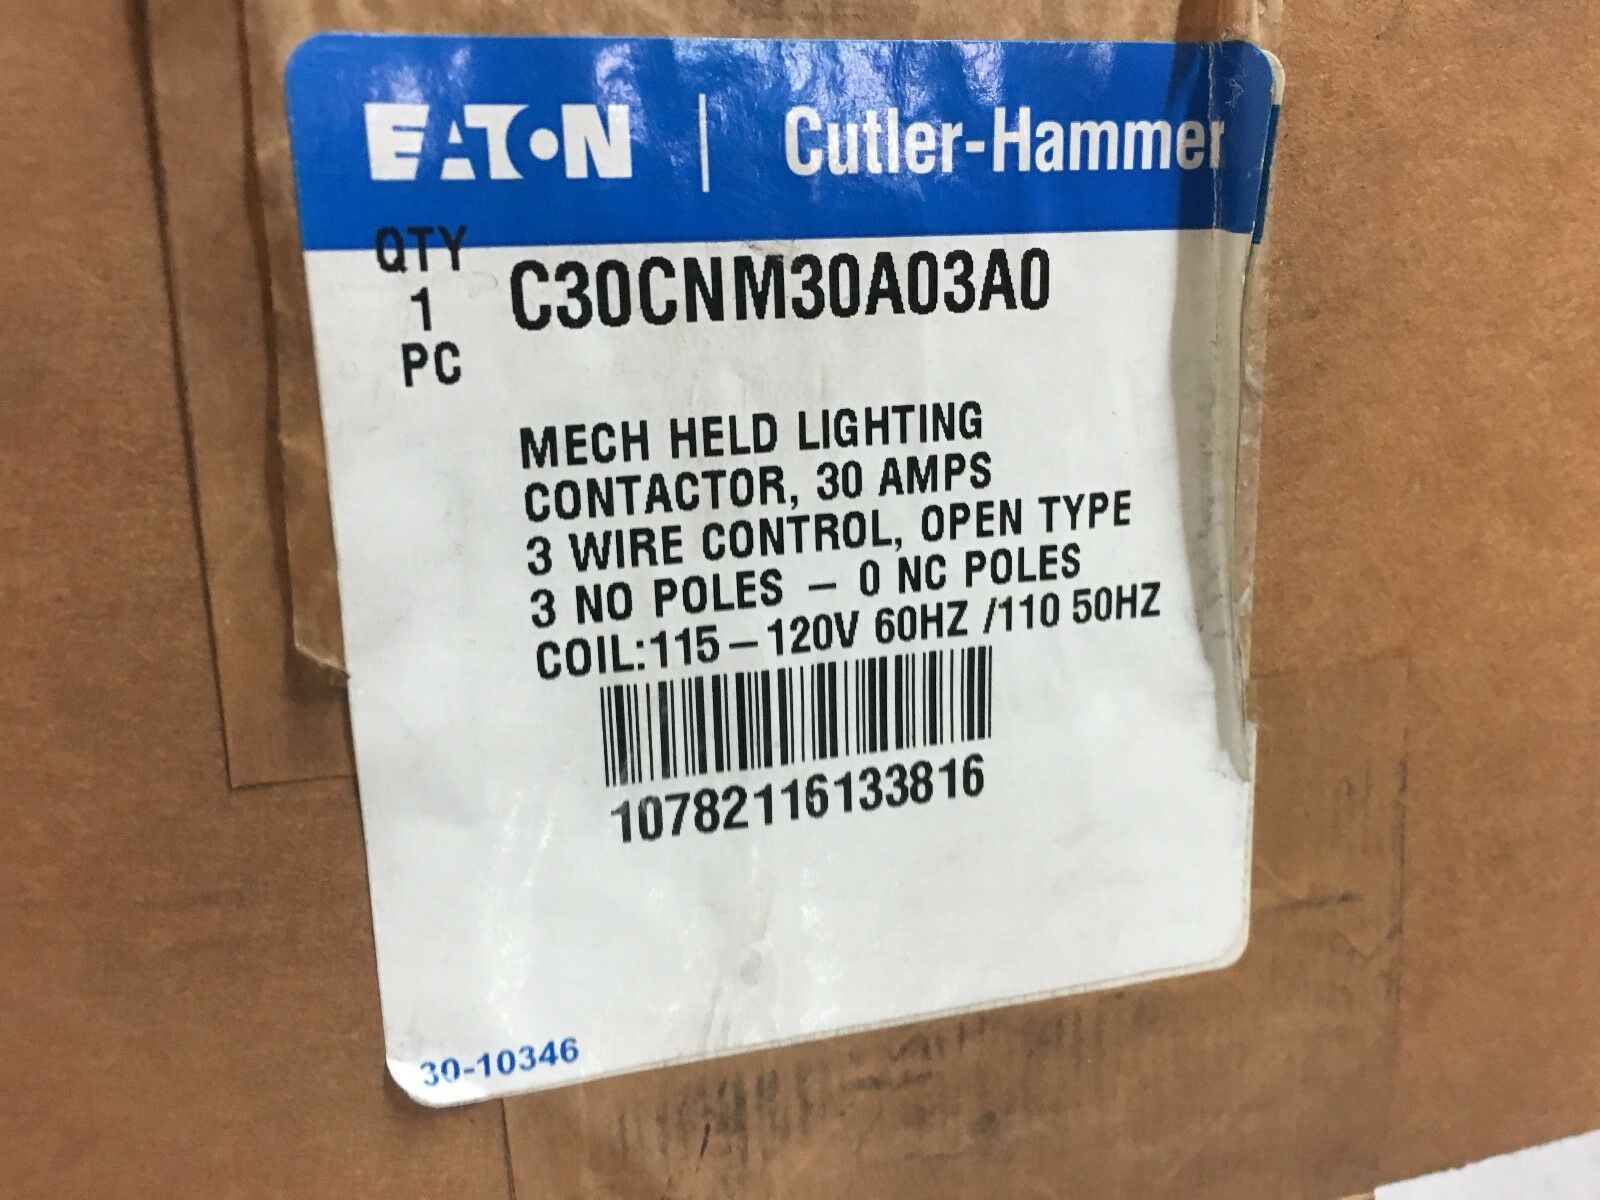 EATON | Cutler-Hammer
QTY
1
PC
C30CNM30A03A0
MECH HELD LIGHTING
CONTACTOR, 30 AMPS
3 WIRE CONTROL, OPEN TYPE
3 NO POLES – 0 NC POLES
COIL:115–120V 60HZ /110 50HZ
10782116133816
30-10346